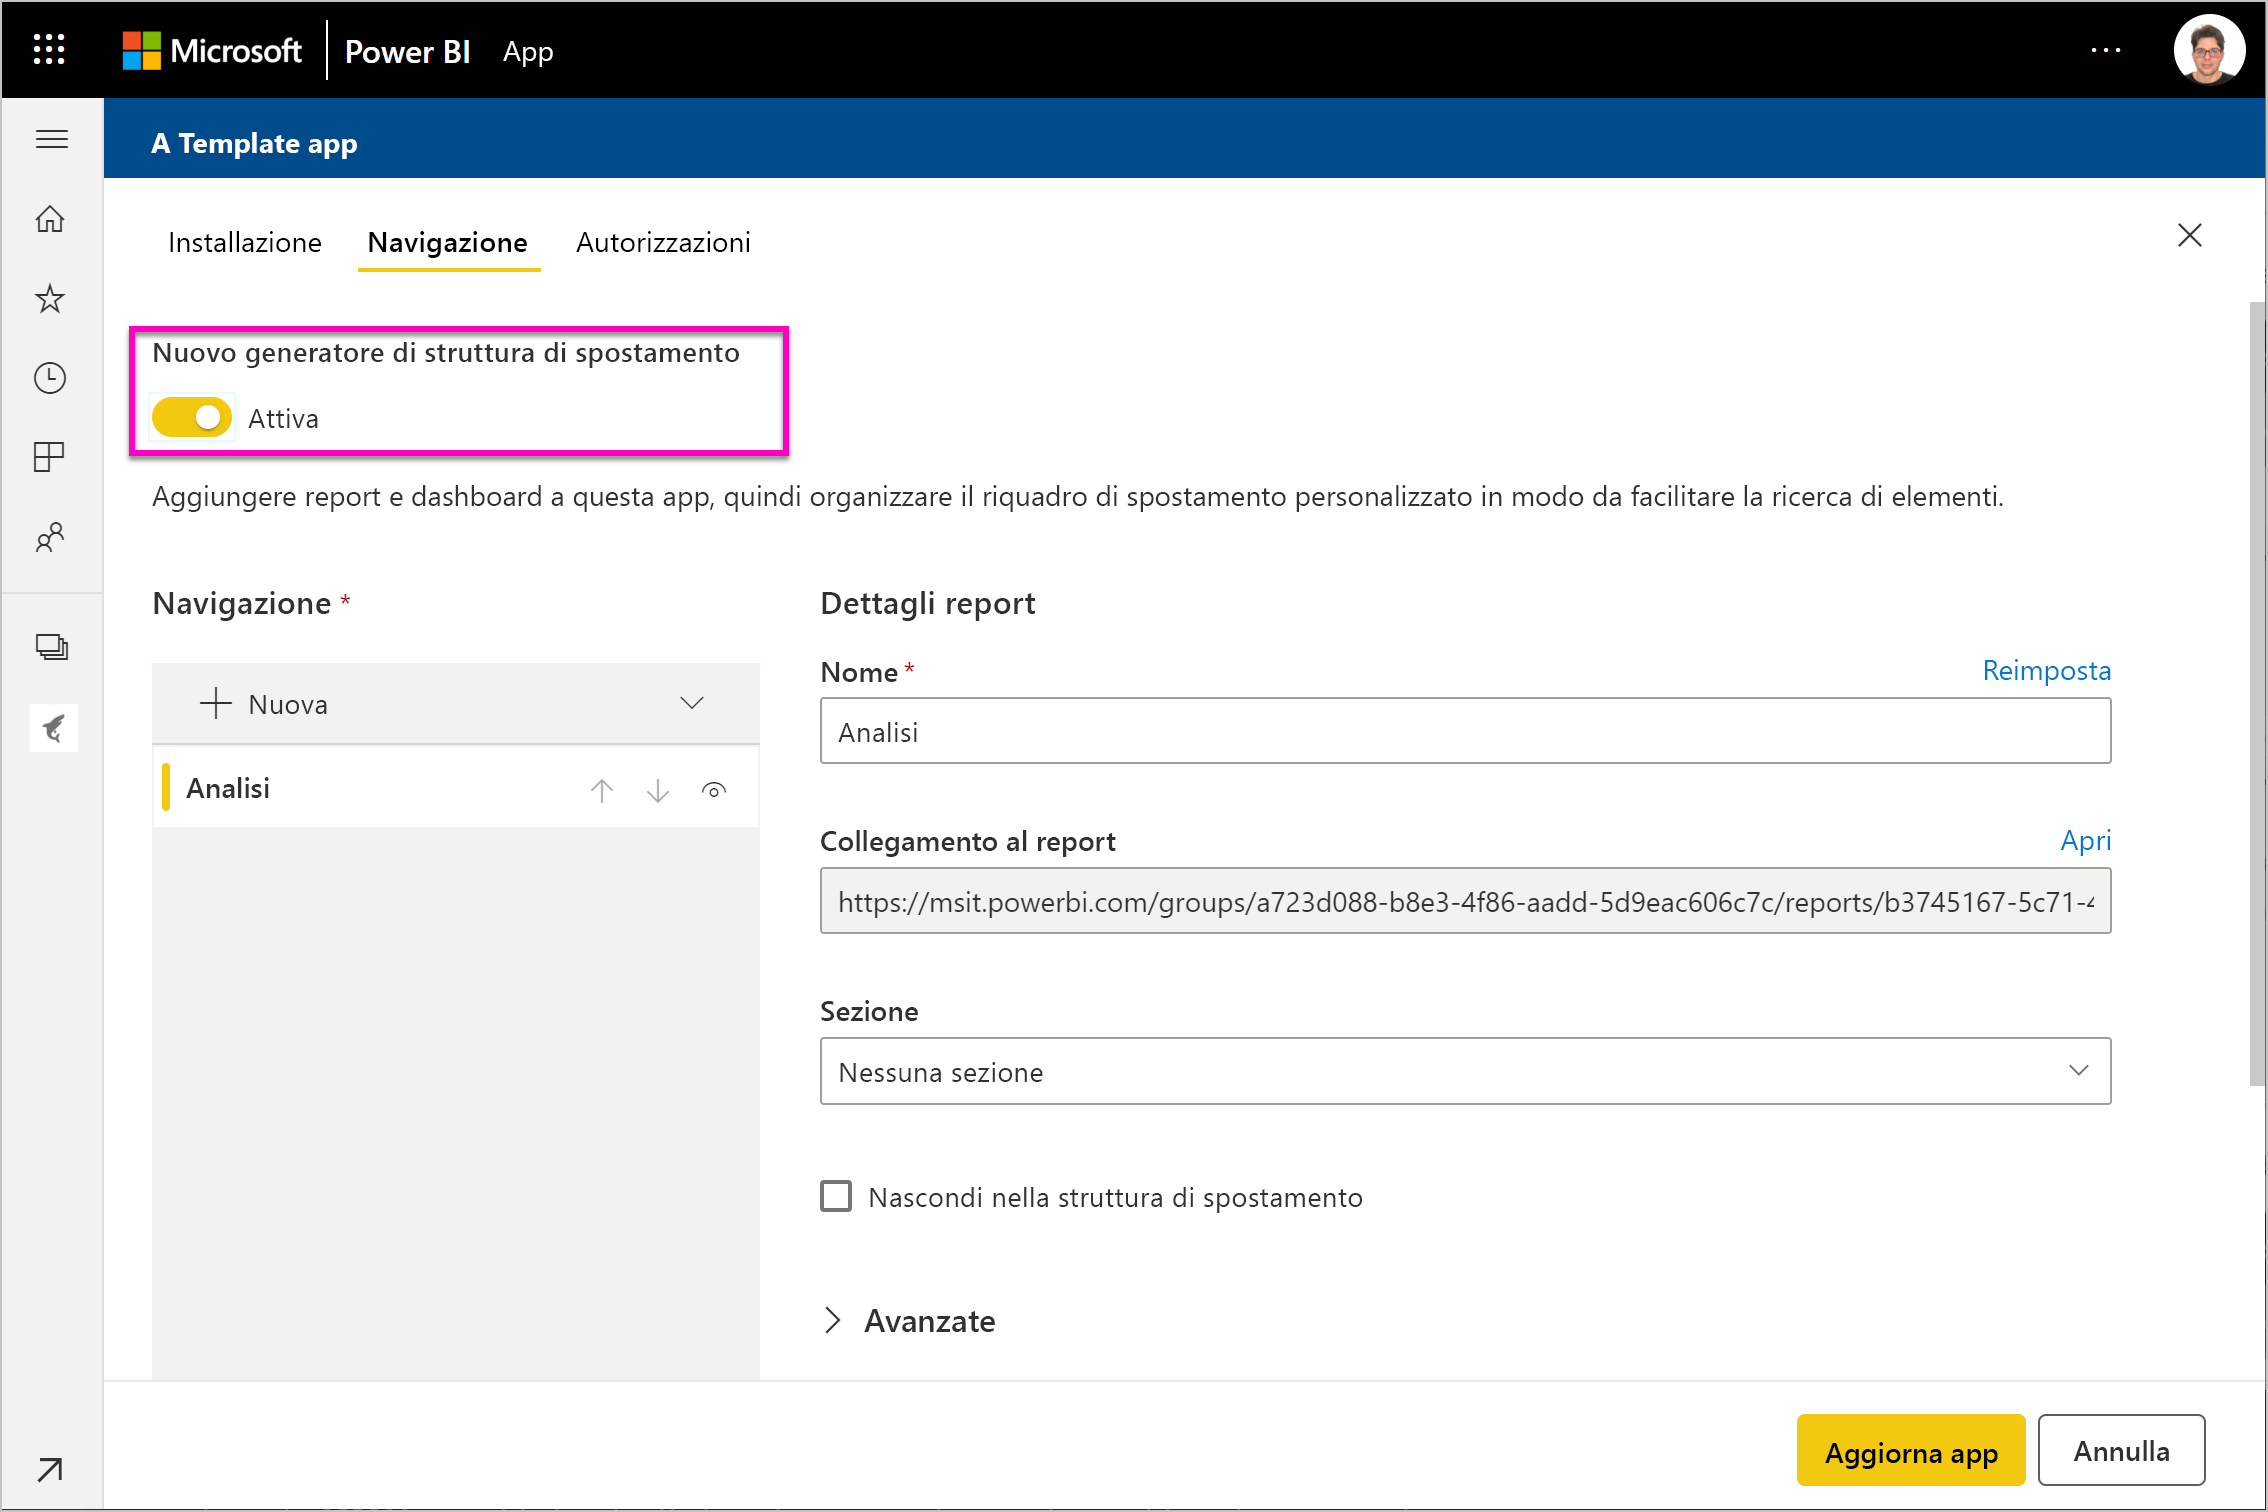 Microsoft Power BI App
A Template app
Installazione Navigazione Autorizzazioni
Nuovo generatore di struttura di spostamento
Attiva
Aggiungere report e dashboard a questa app, quindi organizzare il riquadro di spostamento personalizzato in modo da facilitare la ricerca di elementi.
Navigazione *
Nuova
Analisi
Dettagli report
Nome *
Reimposta
Analisi
Collegamento al report
Apri
https://msit.powerbi.com/groups/a723d088-b8e3-4f86-aadd-5d9eac606c7c/reports/b3745167-5c71-4
Sezione
Nessuna sezione
Nascondi nella struttura di spostamento
Avanzate
Aggiorna app
Annulla